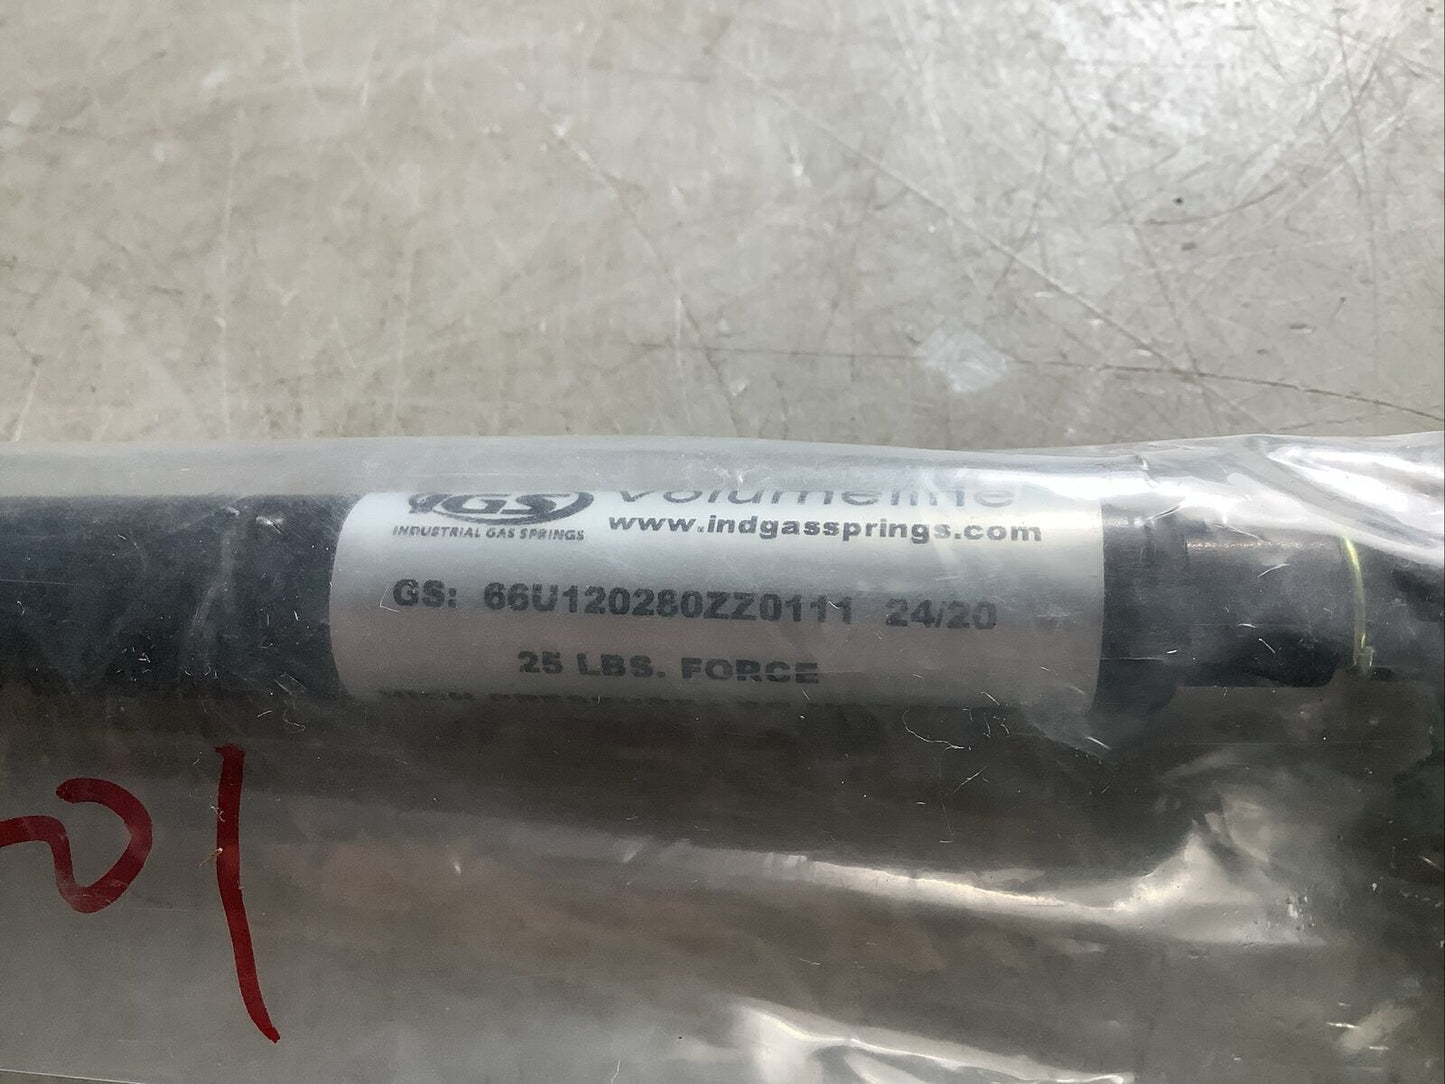 IGS volumeline
INDUSTRIAL GAS SPRINGS www.indgassprings.com
GS: 66U120280ZZ0111 24/20
25 LBS. FORCE